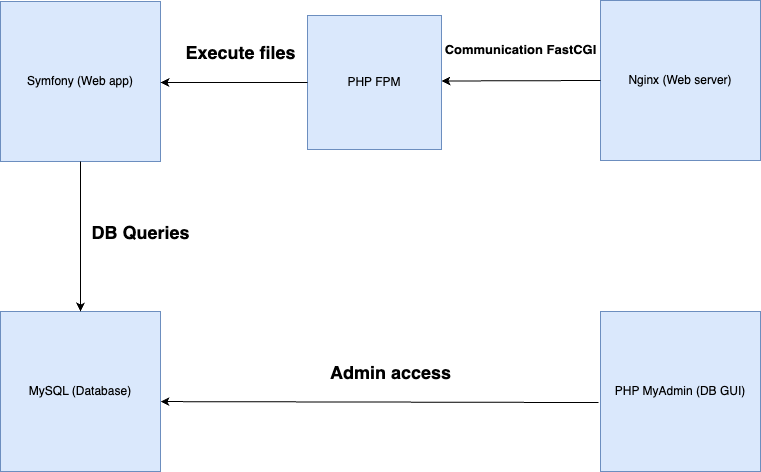 Symfony (Web app)
Execute files
PHP FPM
Communication FastCGI
Nginx (Web server)
DB Queries
MySQL (Database)
Admin access
PHP MyAdmin (DB GUI)